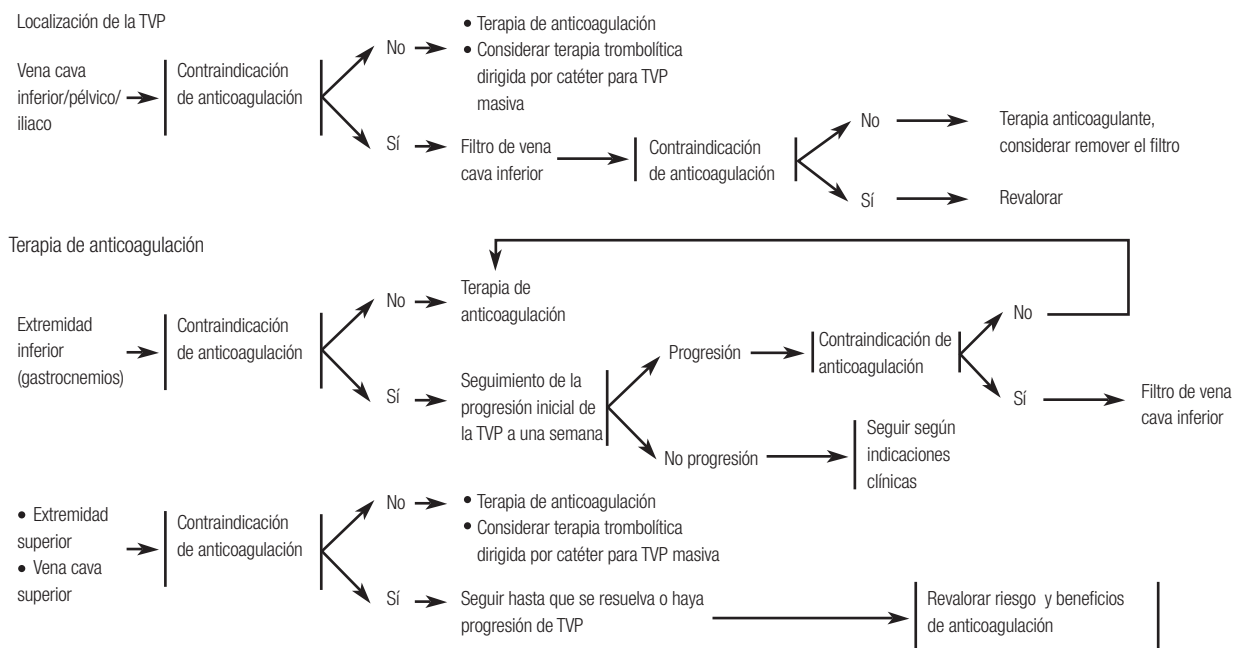 Localización de la TVP
Vena cava
inferior/pélvico/
iliaco
Contraindicación
de anticoagulación
No
• Terapia de anticoagulación
• Considerar terapia trombolítica
dirigida por catéter para TVP
masiva
Sí
Filtro de vena
cava inferior
Contraindicación
de anticoagulación
No
Terapia anticoagulante,
considerar remover el filtro
Sí
Revalorar
Terapia de anticoagulación
Extremidad
inferior
(gastrocnemios)
Contraindicación
de anticoagulación
No
Terapia de
anticoagulación
Sí
Seguimiento de la
progresión inicial de
la TVP a una semana
Progresión
Contraindicación de
anticoagulación
No
Sí
Filtro de vena
cava inferior
No progresión
Seguir según
indicaciones
clínicas
• Extremidad
superior
• Vena cava
superior
Contraindicación
de anticoagulación
No
• Terapia de anticoagulación
• Considerar terapia trombolítica
dirigida por catéter para TVP masiva
Sí
Seguir hasta que se resuelva o haya
progresión de TVP
Revalorar riesgo y beneficios
de anticoagulación